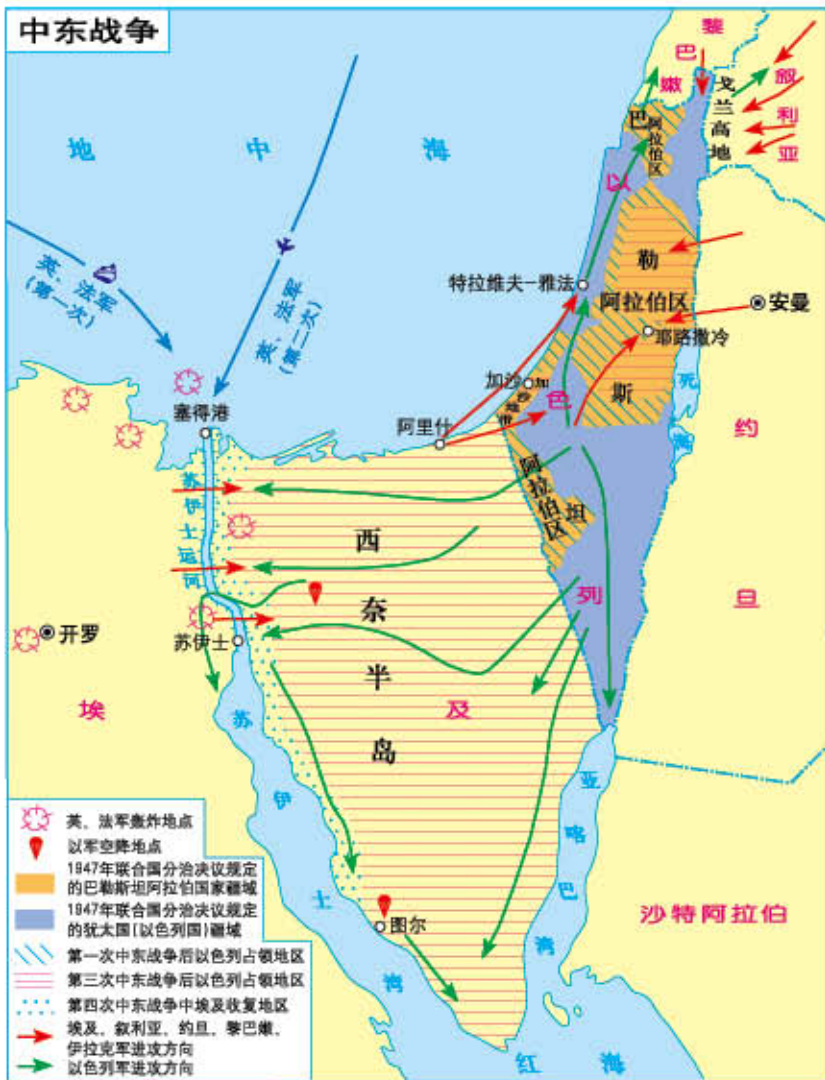 中东战争
黎巴嫩
叙利亚
戈兰高地
地中海
英、法军
(第一次)
英、法军
(第二次)
阿拉伯区
以色列
巴勒斯坦
特拉维夫-雅法
阿拉伯区
安曼
耶路撒冷
加沙
加沙地带
死海
约旦
塞得港
阿里什
阿拉伯区
苏伊士运河
西奈半岛
开罗
苏伊士
埃及
苏伊士湾
亚喀巴湾
图尔
沙特阿拉伯
红海
英、法军轰炸地点
以军空降地点
1947年联合国分治决议规定
的巴勒斯坦阿拉伯国家疆域
1947年联合国分治决议规定
的犹太国(以色列国)疆域
第一次中东战争后以色列占领地区
第三次中东战争后以色列占领地区
第四次中东战争中埃及收复地区
埃及、叙利亚、约旦、黎巴嫩、
伊拉克军进攻方向
以色列军进攻方向